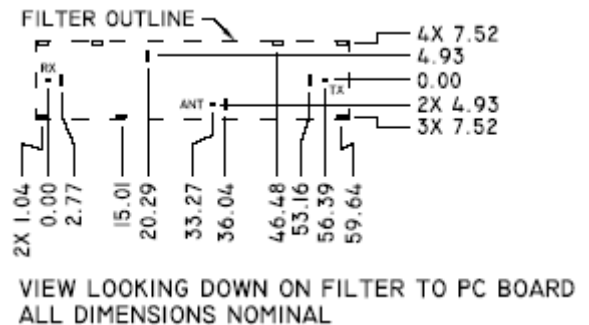 FILTER OUTLINE
4X 7.52
4.93
RX
0.00
TX
ANT
2X 4.93
3X 7.52
2X 1.04
0.00
2.77
15.01
20.29
33.27
36.04
46.48
53.16
56.39
59.64
VIEW LOOKING DOWN ON FILTER TO PC BOARD
ALL DIMENSIONS NOMINAL